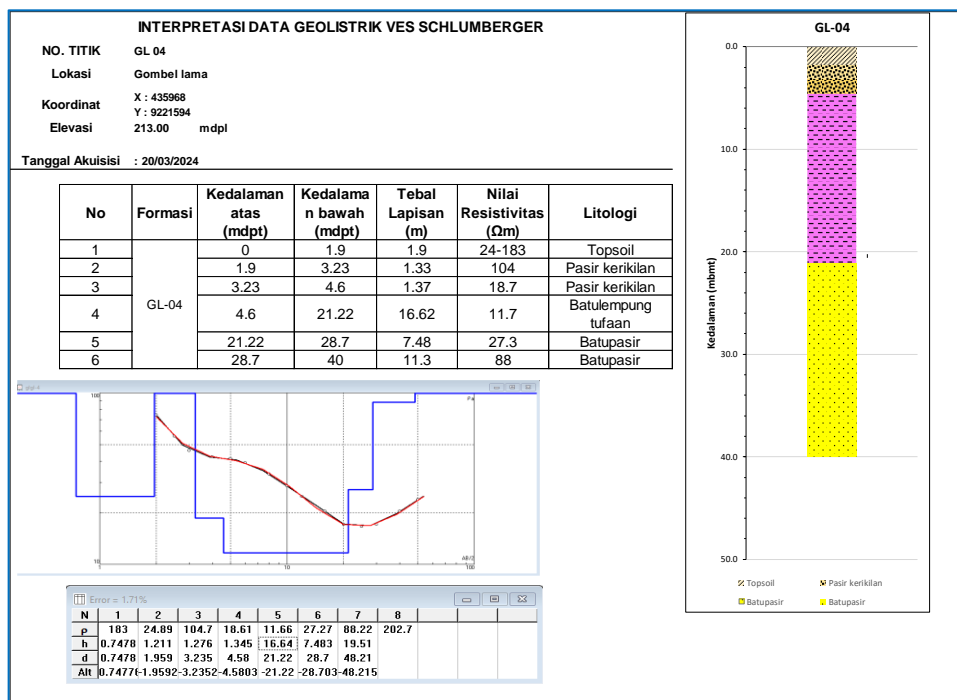 INTERPRETASI DATA GEOLISTRIK VES SCHLUMBERGER
NO. TITIK GL 04
Lokasi Gombel lama
Koordinat X : 435968
Y : 9221594
Elevasi 213.00 mdpl
Tanggal Akuisisi : 20/03/2024
No Formasi Kedalaman atas (mdpt) Kedalama n bawah (mdpt) Tebal Lapisan (m) Nilai Resistivitas (Ωm) Litologi
1 0 1.9 1.9 24-183 Topsoil
2 1.9 3.23 1.33 104 Pasir kerikilan
3 3.23 4.6 1.37 18.7 Pasir kerikilan
GL-04
4 4.6 21.22 16.62 11.7 Batulempung tufaan
5 21.22 28.7 7.48 27.3 Batupasir
6 28.7 40 11.3 88 Batupasir
100
10
1 10 100
Error = 1,71%
N 1 2 3 4 5 6 7 8
ρ 183 24.89 104.7 18.61 11.66 27.27 88.22 202.7
h 0.7478 1.211 1.276 1.345 16.64 7.483 19.51
d 0.7478 1.959 3.235 4.58 21.22 28.7 48.21
Alt -1.9592 -3.2352 -4.5803 -21.22 -28.703 -48.215
GL-04
Kedalaman (mbmt)
0.0
10.0
20.0
30.0
40.0
50.0
Topsoil Pasir kerikilan
Batupasir Batupasir